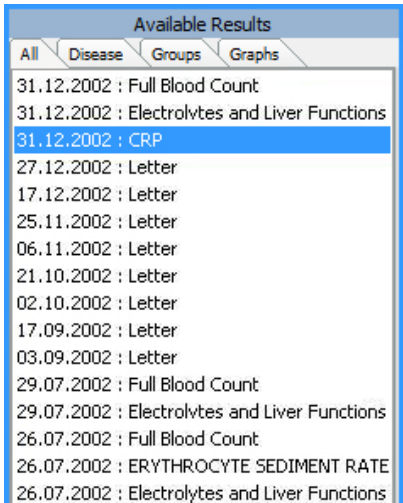 Available Results
All Disease Groups Graphs
31.12.2002 : Full Blood Count
31.12.2002 : Electrolytes and Liver Functions
31.12.2002 : CRP
27.12.2002 : Letter
17.12.2002 : Letter
25.11.2002 : Letter
06.11.2002 : Letter
21.10.2002 : Letter
02.10.2002 : Letter
17.09.2002 : Letter
03.09.2002 : Letter
29.07.2002 : Full Blood Count
29.07.2002 : Electrolytes and Liver Functions
26.07.2002 : Full Blood Count
26.07.2002 : ERYTHROCYTE SEDIMENT RATE
26.07.2002 : Electrolytes and Liver Functions